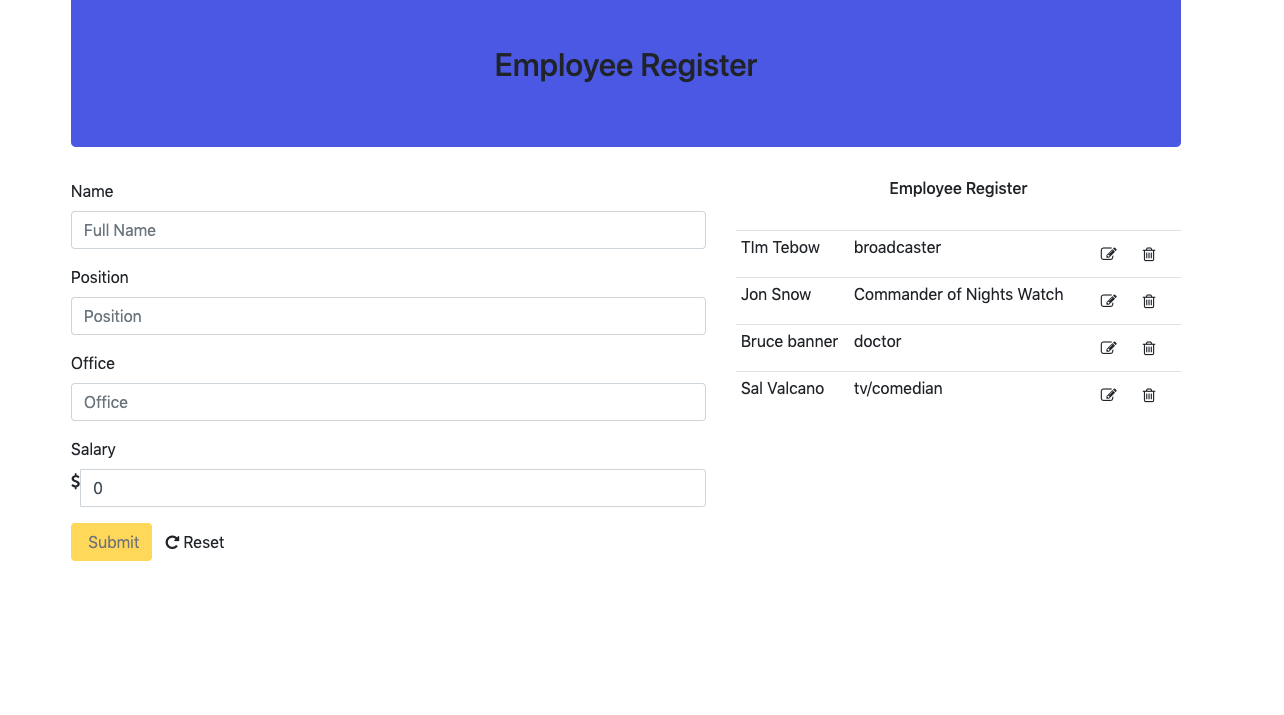 Employee Register
Name
Full Name
Position
Position
Office
Office
Salary
$ 0
Submit Reset
Employee Register
TIm Tebow broadcaster
Jon Snow Commander of Nights Watch
Bruce banner doctor
Sal Valcano tv/comedian